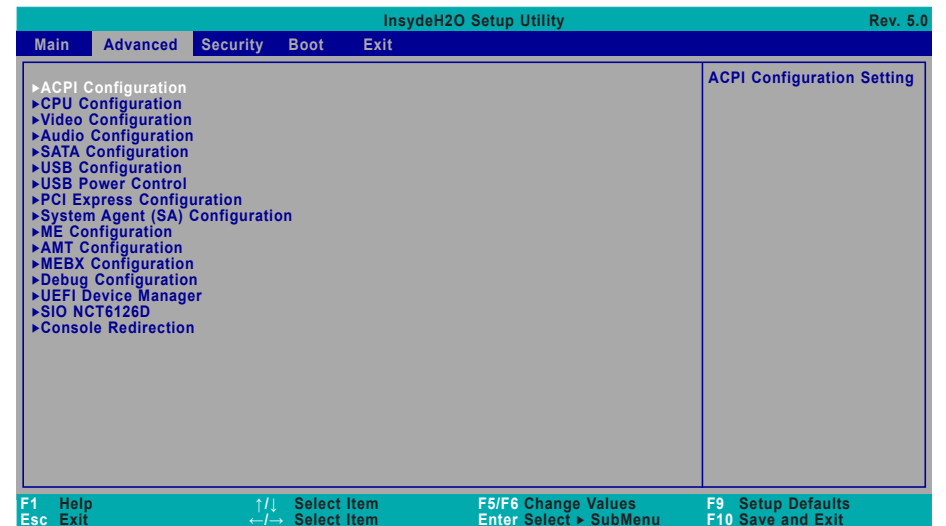 InsydeH2O Setup Utility Rev. 5.0
Main Advanced Security Boot Exit
►ACPI Configuration
►CPU Configuration
►Video Configuration
►Audio Configuration
►SATA Configuration
►USB Configuration
►USB Power Control
►PCI Express Configuration
►System Agent (SA) Configuration
►ME Configuration
►AMT Configuration
►MEBX Configuration
►Debug Configuration
►UEFI Device Manager
►SIO NCT6126D
►Console Redirection
ACPI Configuration Setting
F1 Help ↑/↓ Select Item F5/F6 Change Values F9 Setup Defaults
Esc Exit ←/→ Select Item Enter Select ► SubMenu F10 Save and Exit